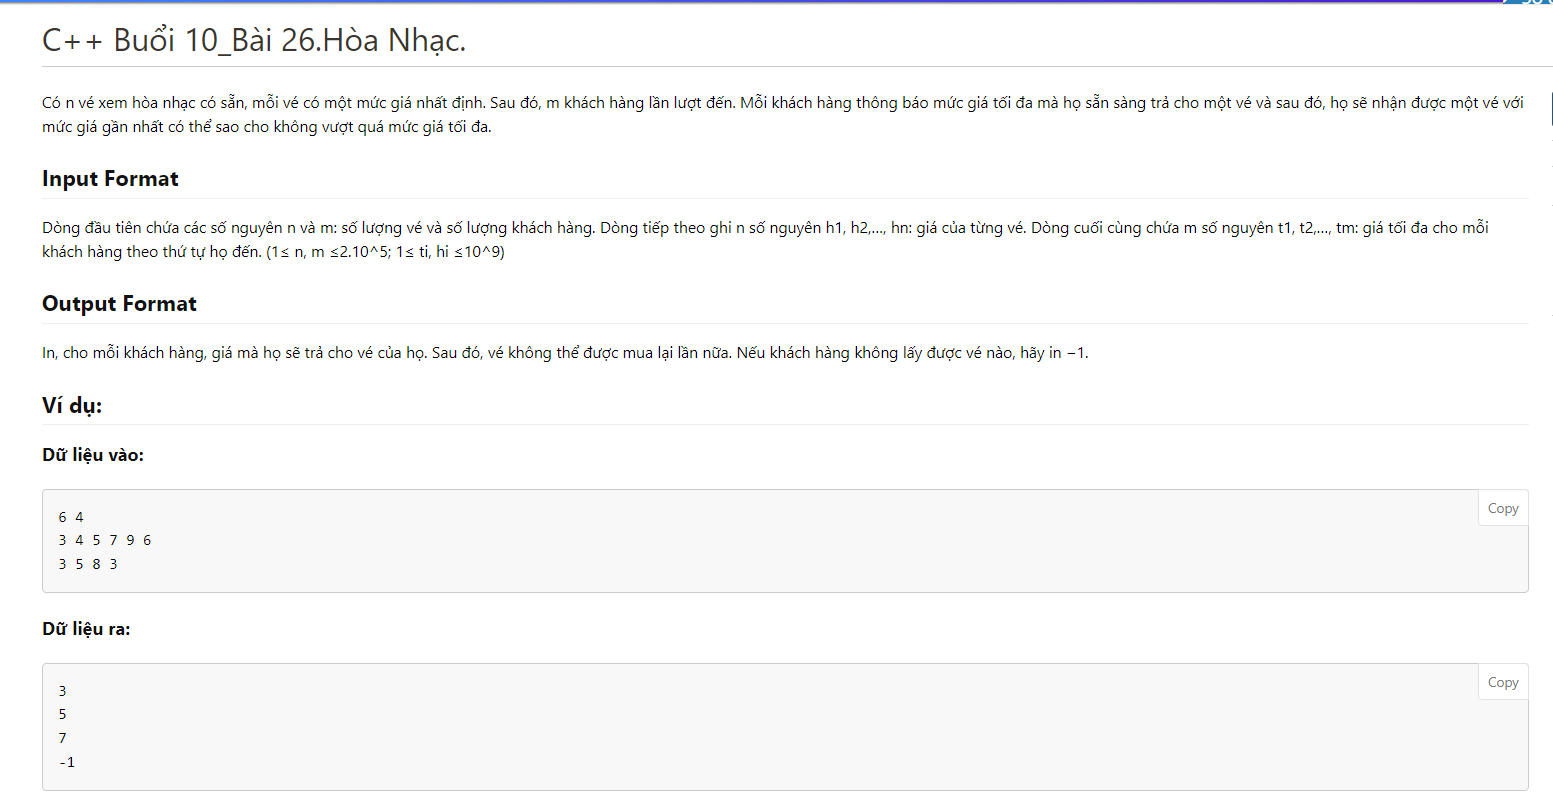 C++ Buổi 10_Bài 26.Hòa Nhạc.
Có n vé xem hòa nhạc có sẵn, mỗi vé có một mức giá nhất định. Sau đó, m khách hàng lần lượt đến. Mỗi khách hàng thông báo mức giá tối đa mà họ sẵn sàng trả cho một vé và sau đó, họ sẽ nhận được một vé với
mức giá gần nhất có thể sao cho không vượt quá mức giá tối đa.
Input Format
Dòng đầu tiên chứa các số nguyên n và m: số lượng vé và số lượng khách hàng. Dòng tiếp theo ghi n số nguyên h1, h2,..., hn: giá của từng vé. Dòng cuối cùng chứa m số nguyên t1, t2,..., tm: giá tối đa cho mỗi
khách hàng theo thứ tự họ đến. (1≤ n, m ≤2.10^5; 1≤ ti, hi ≤10^9)
Output Format
In, cho mỗi khách hàng, giá mà họ sẽ trả cho vé của họ. Sau đó, vé không thể được mua lại lần nữa. Nếu khách hàng không lấy được vé nào, hãy in −1.
Ví dụ:
Dữ liệu vào:
Copy
6 4
3 4 5 7 9 6
3 5 8 3
Dữ liệu ra:
Copy
3
5
7
-1